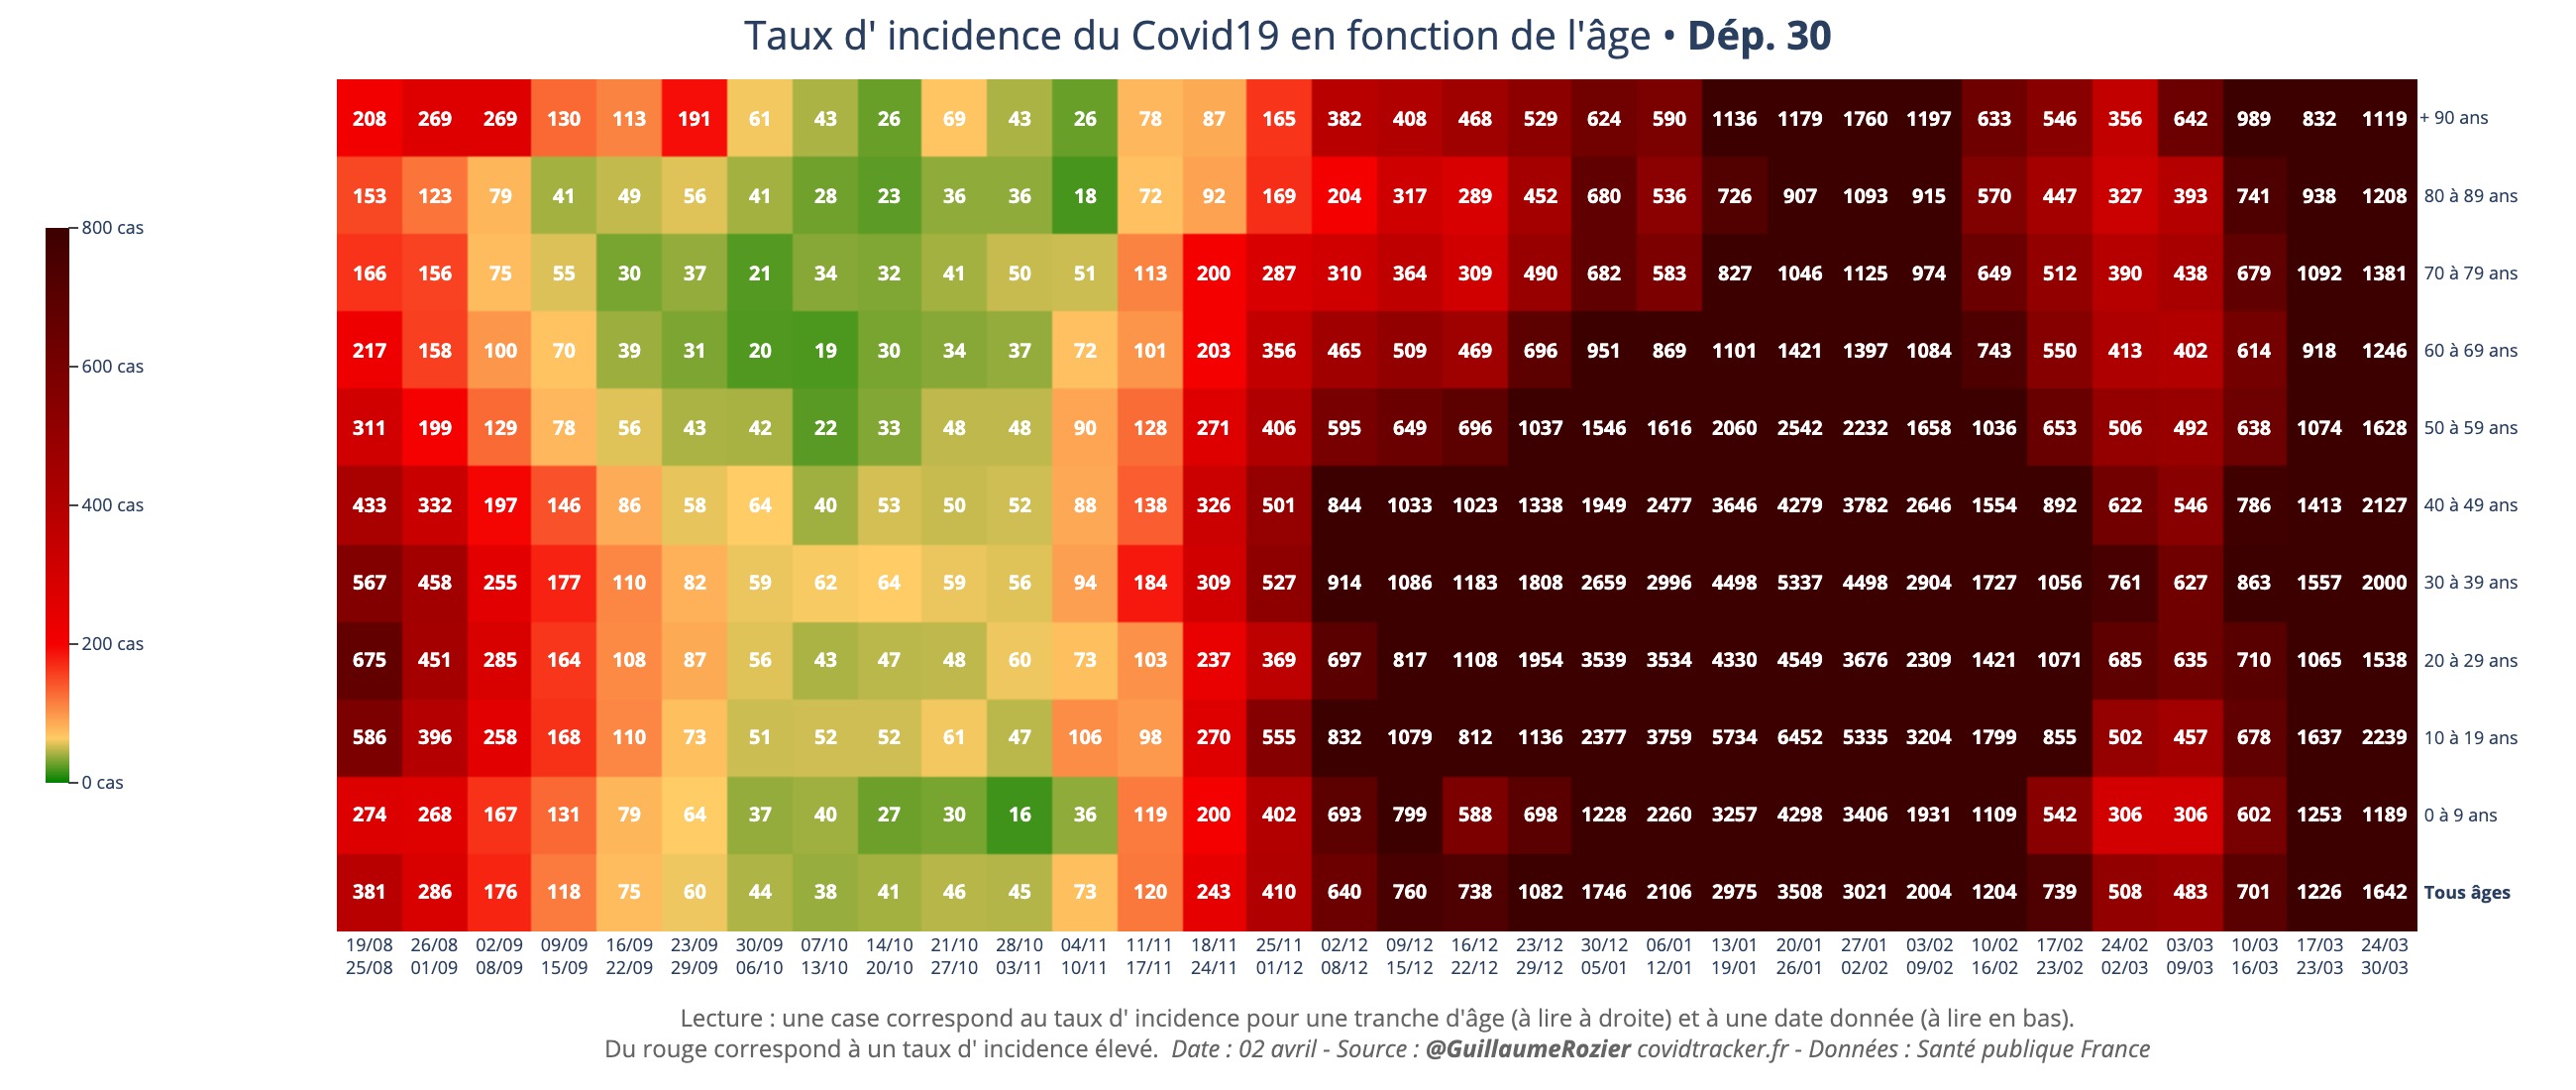 Taux d' incidence du Covid19 en fonction de l'âge • Dép. 30
800 cas
600 cas
400 cas
200 cas
0 cas
208 269 269 130 113 191 61 43 26 69 43 26 78 87 165 382 408 468 529 624 590 1136 1179 1760 1197 633 546 356 642 989 832 1119 + 90 ans
153 123 79 41 49 56 41 28 23 36 36 18 72 92 169 204 317 289 452 680 536 726 907 1093 915 570 447 327 393 741 938 1208 80 à 89 ans
166 156 75 55 30 37 21 34 32 41 50 51 113 200 287 310 364 309 490 682 583 827 1046 1125 974 649 512 390 438 679 1092 1381 70 à 79 ans
217 158 100 70 39 31 20 19 30 34 37 72 101 203 356 465 509 469 696 951 869 1101 1421 1397 1084 743 550 413 402 614 918 1246 60 à 69 ans
311 199 129 78 56 43 42 22 33 48 48 90 128 271 406 595 649 696 1037 1546 1616 2060 2542 2232 1658 1036 653 506 492 638 1074 1628 50 à 59 ans
433 332 197 146 86 58 64 40 53 50 52 88 138 326 501 844 1033 1023 1338 1949 2477 3646 4279 3782 2646 1554 892 622 546 786 1413 2127 40 à 49 ans
567 458 255 177 110 82 59 62 64 59 56 94 184 309 527 914 1086 1183 1808 2659 2996 4498 5337 4498 2904 1727 1056 761 627 863 1557 2000 30 à 39 ans
675 451 285 164 108 87 56 43 47 48 60 73 103 237 369 697 817 1108 1954 3539 3534 4330 4549 3676 2309 1421 1071 685 635 710 1065 1538 20 à 29 ans
586 396 258 168 110 73 51 52 52 61 47 106 98 270 555 832 1079 812 1136 2377 3759 5734 6452 5335 3204 1799 855 502 457 678 1637 2239 10 à 19 ans
274 268 167 131 79 64 37 40 27 30 16 36 119 200 402 693 799 588 698 1228 2260 3257 4298 3406 1931 1109 542 306 306 602 1253 1189 0 à 9 ans
381 286 176 118 75 60 44 38 41 46 45 73 120 243 410 640 760 738 1082 1746 2106 2975 3508 3021 2004 1204 739 508 483 701 1226 1642 Tous âges
19/08 26/08 02/09 09/09 16/09 23/09 30/09 07/10 14/10 21/10 28/10 04/11 11/11 18/11 25/11 02/12 09/12 16/12 23/12 30/12 06/01 13/01 20/01 27/01 03/02 10/02 17/02 24/02 03/03 10/03 17/03 24/03
25/08 01/09 08/09 15/09 22/09 29/09 06/10 13/10 20/10 27/10 03/11 10/11 17/11 24/11 01/12 08/12 15/12 22/12 29/12 05/01 12/01 19/01 26/01 02/02 09/02 16/02 23/02 02/03 09/03 16/03 23/03 30/03
Lecture : une case correspond au taux d' incidence pour une tranche d'âge (à lire à droite) et à une date donnée (à lire en bas).
Du rouge correspond à un taux d' incidence élevé. Date : 02 avril - Source : @GuillaumeRozier covidtracker.fr - Données : Santé publique France